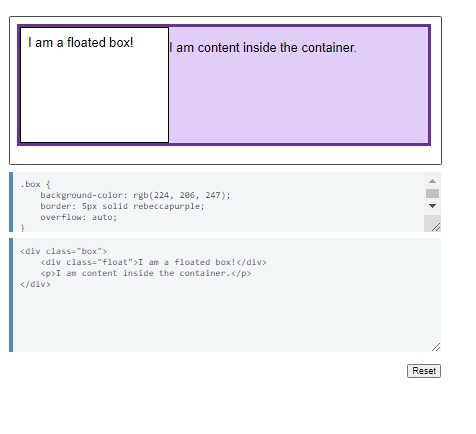 I am a floated box!
I am content inside the container.
.box {
    background-color: rgb(224, 206, 247);
    border: 5px solid rebeccapurple;
    overflow: auto;
}
<div class="box">
    <div class="float">I am a floated box!</div>
    <p>I am content inside the container.</p>
</div>
Reset